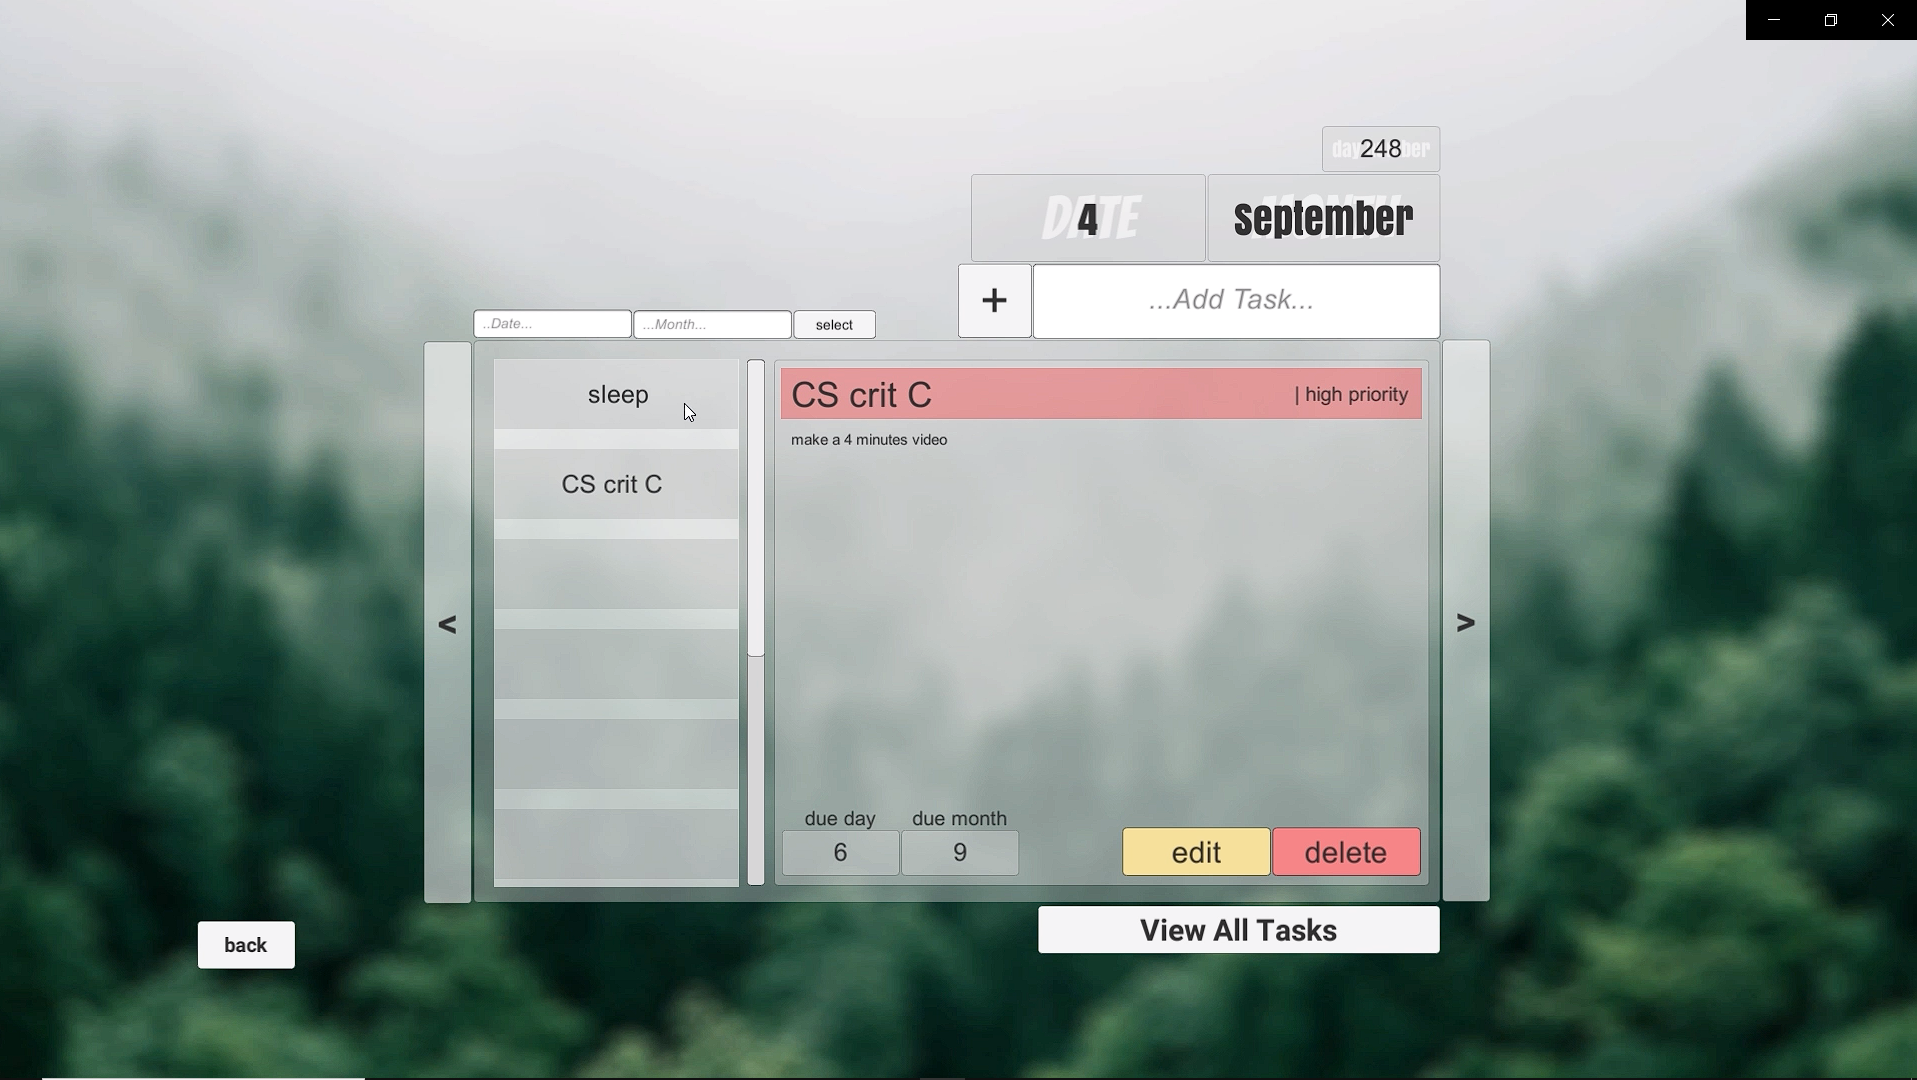 248
DATE
4
September
+
...Add Task...
..Date...
...Month...
select
sleep
CS crit C
CS crit C
| high priority
make a 4 minutes video
<
>
due day
due month
6
9
edit
delete
back
View All Tasks